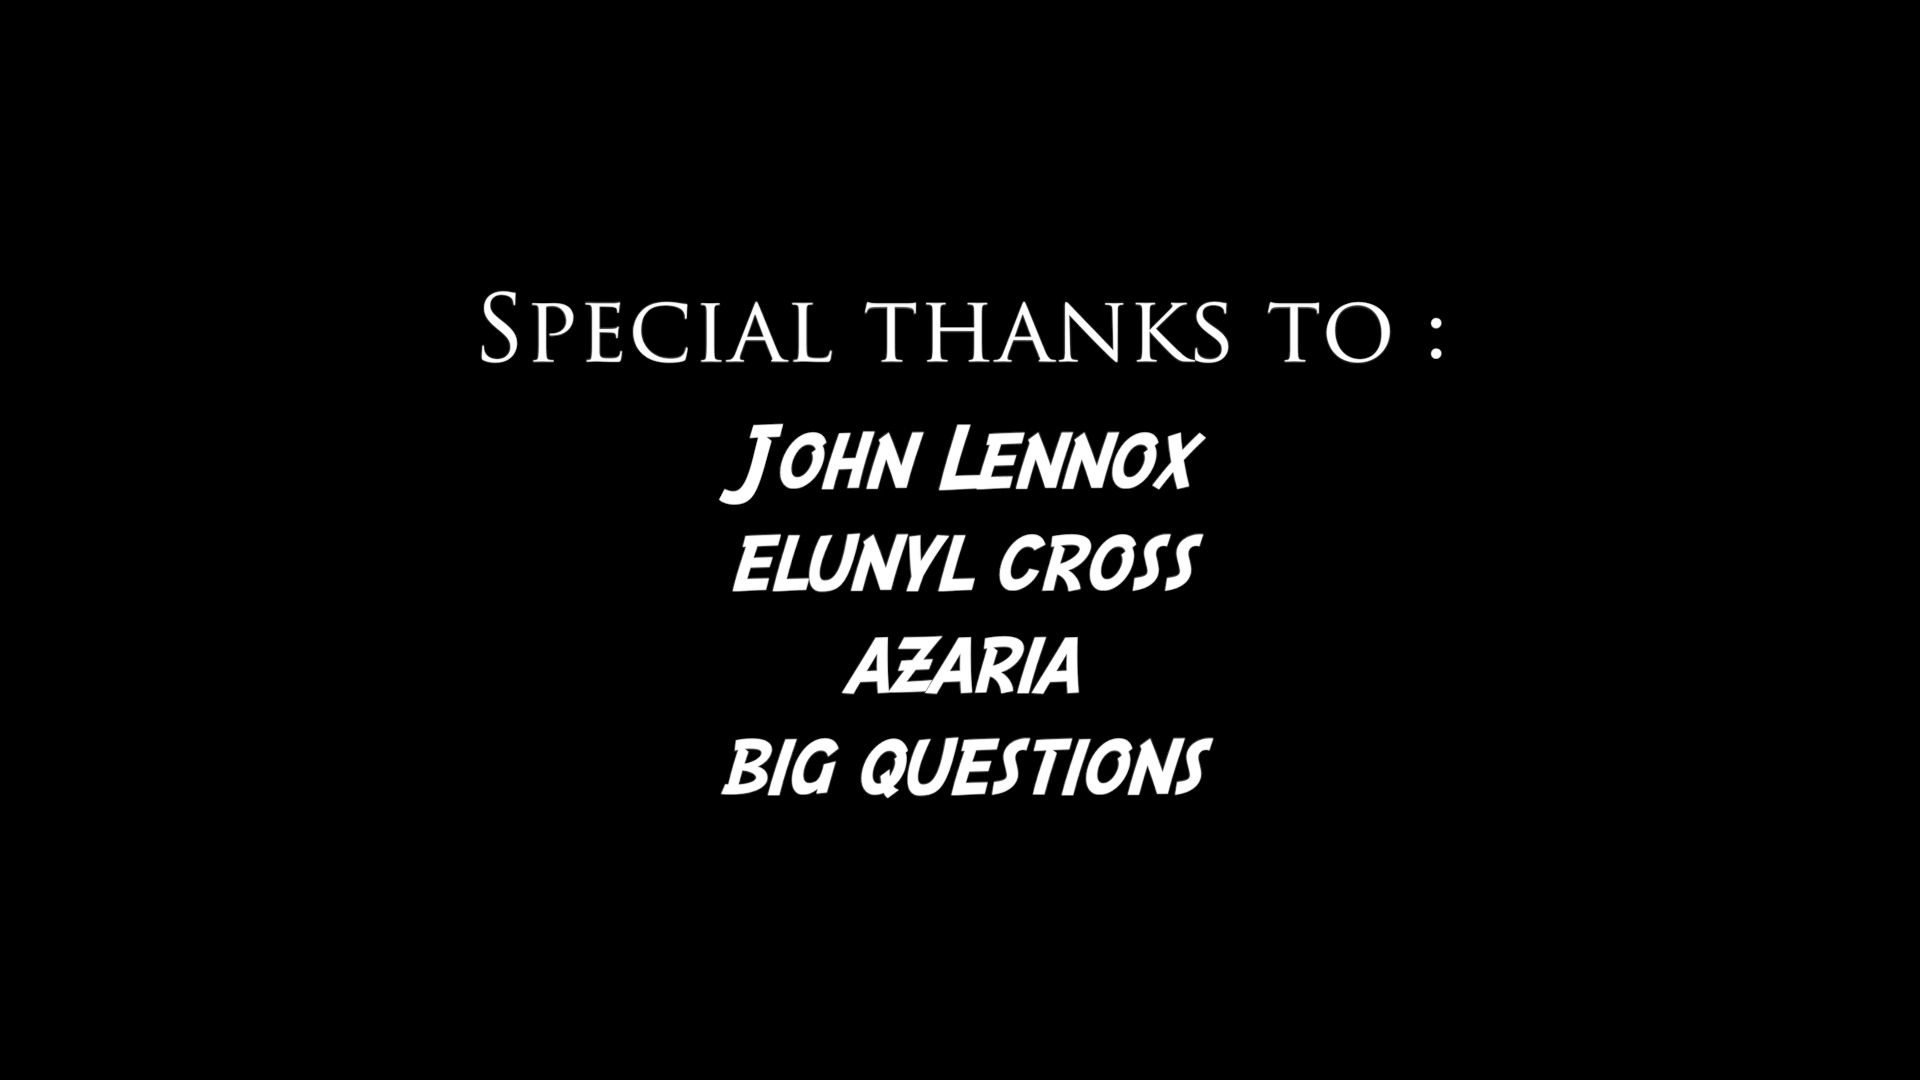 Special thanks to :
John Lennox
ELUNYL CROSS
AZARIA
BIG QUESTIONS